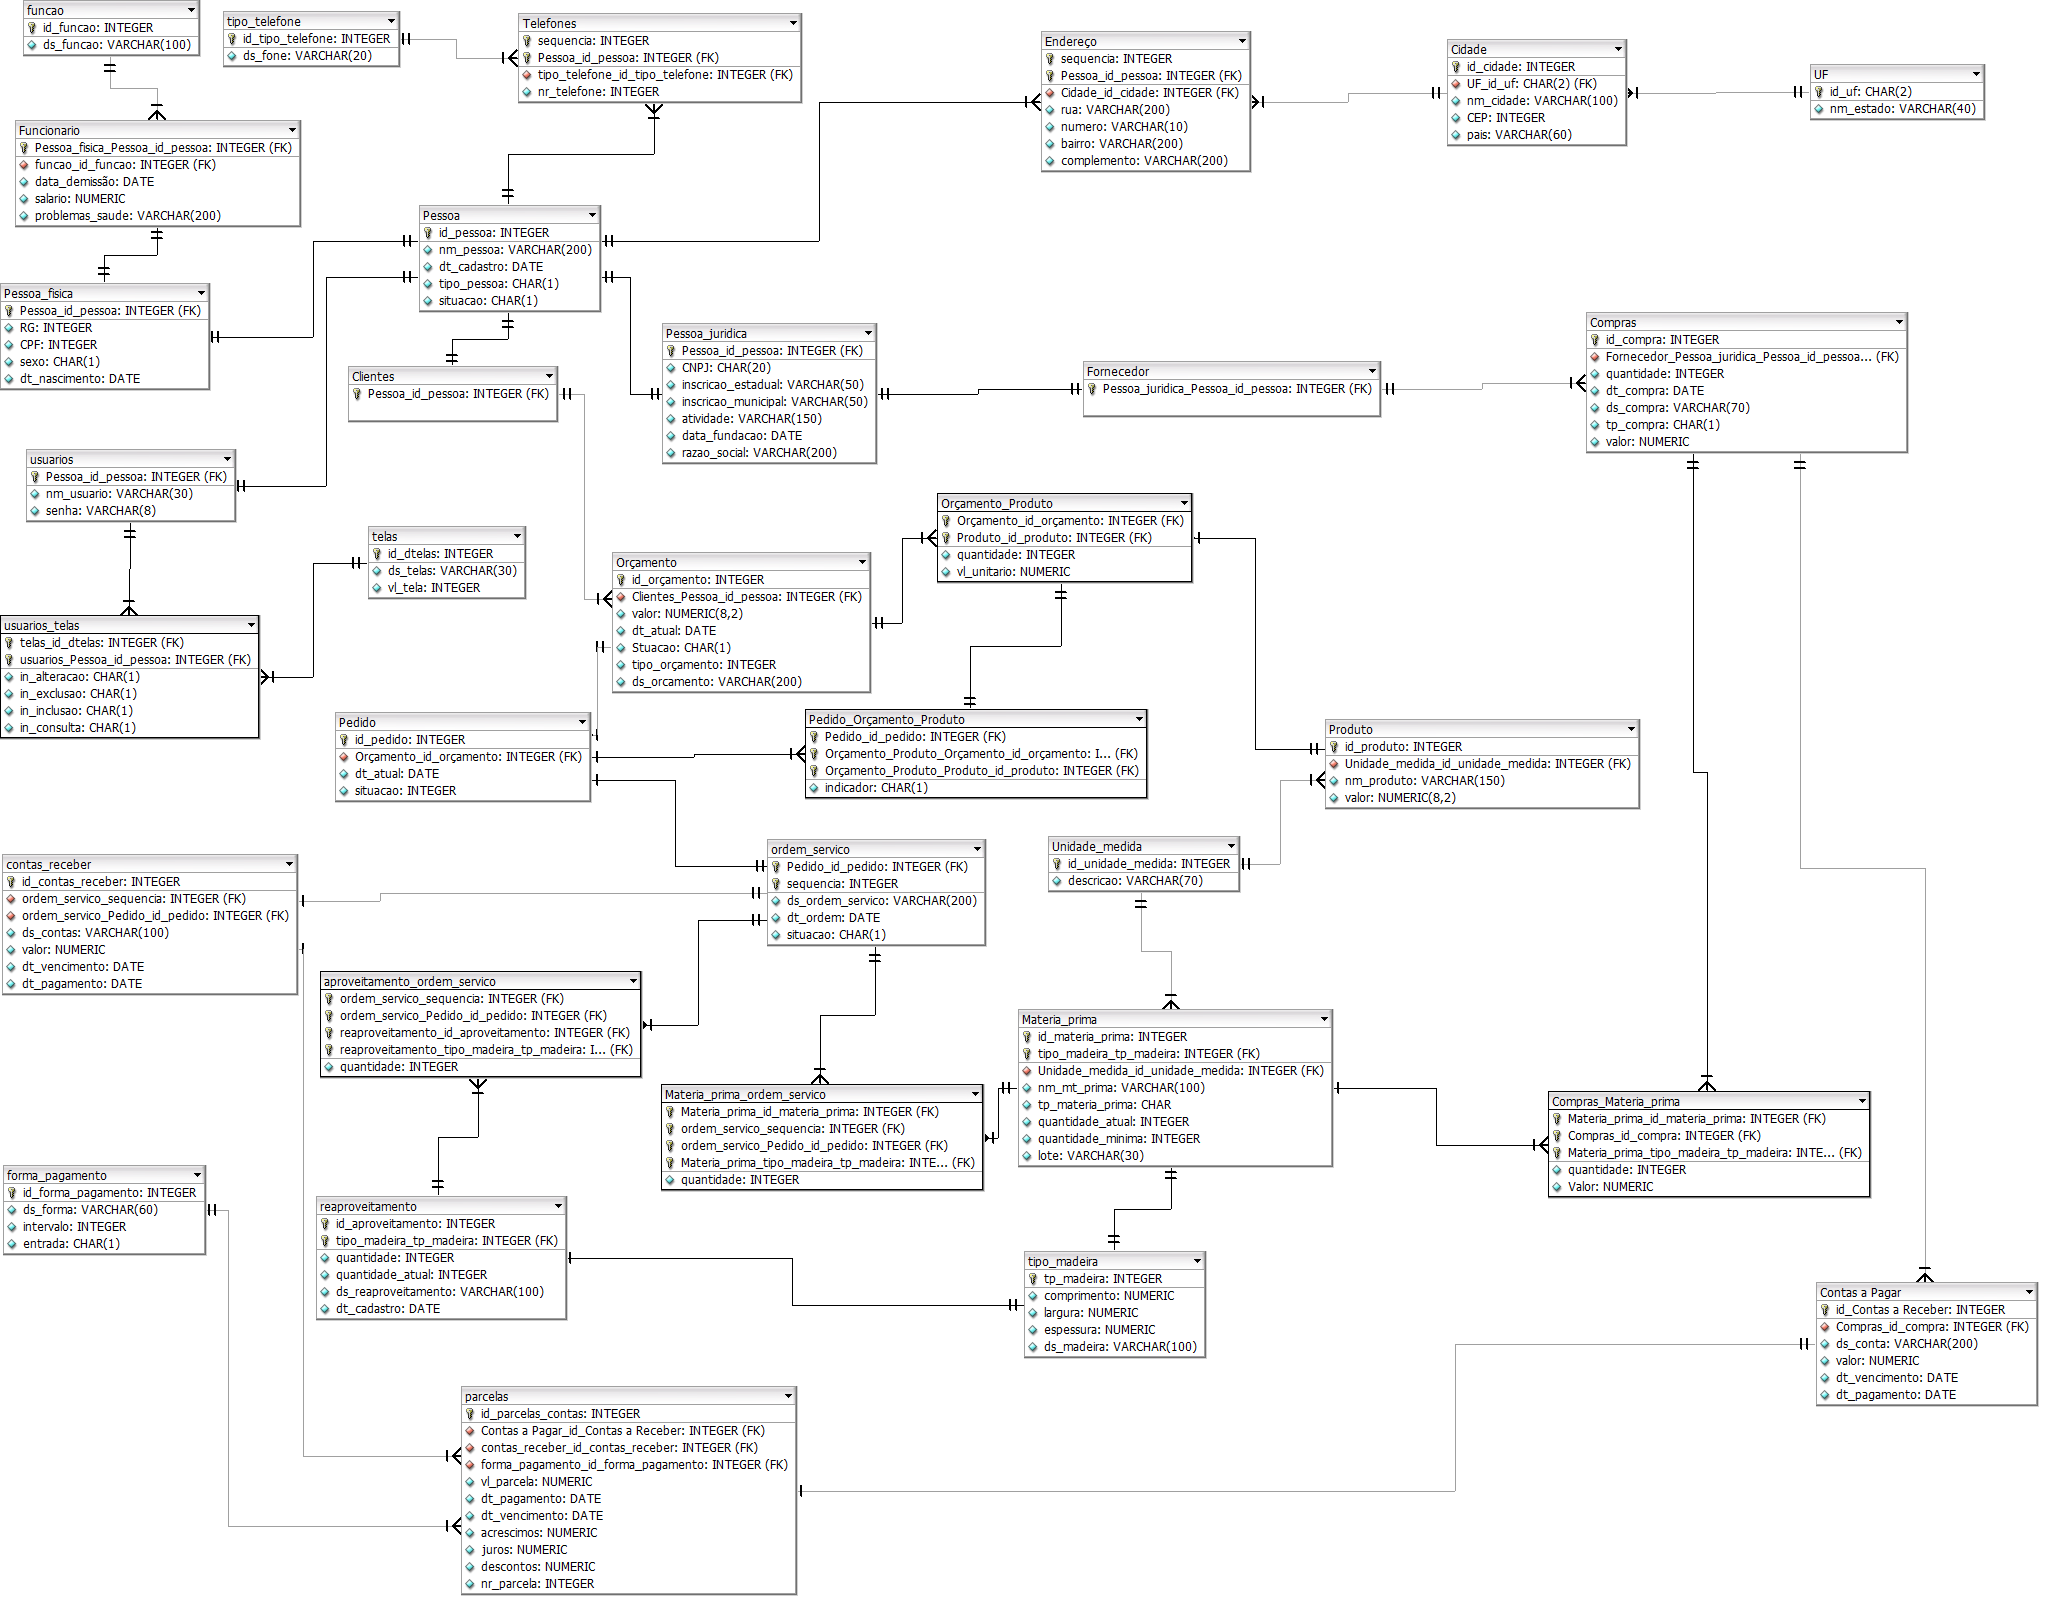 funcao
id_funcao: INTEGER
ds_funcao: VARCHAR(100)
tipo_telefone
id_tipo_telefone: INTEGER
ds_fone: VARCHAR(20)
Telefones
sequencia: INTEGER
Pessoa_id_pessoa: INTEGER (FK)
tipo_telefone_id_tipo_telefone: INTEGER (FK)
nr_telefone: INTEGER
Endereço
sequencia: INTEGER
Pessoa_id_pessoa: INTEGER (FK)
Cidade_id_cidade: INTEGER (FK)
rua: VARCHAR(200)
numero: VARCHAR(10)
bairro: VARCHAR(200)
complemento: VARCHAR(200)
Cidade
id_cidade: INTEGER
UF_id_uf: CHAR(2) (FK)
nm_cidade: VARCHAR(100)
CEP: INTEGER
pais: VARCHAR(60)
UF
id_uf: CHAR(2)
nm_estado: VARCHAR(40)
Funcionario
Pessoa_fisica_Pessoa_id_pessoa: INTEGER (FK)
funcao_id_funcao: INTEGER (FK)
data_demissão: DATE
salario: NUMERIC
problemas_saude: VARCHAR(200)
Pessoa
id_pessoa: INTEGER
nm_pessoa: VARCHAR(200)
dt_cadastro: DATE
tipo_pessoa: CHAR(1)
situacao: CHAR(1)
Pessoa_fisica
Pessoa_id_pessoa: INTEGER (FK)
RG: INTEGER
CPF: INTEGER
sexo: CHAR(1)
dt_nascimento: DATE
Pessoa_juridica
Pessoa_id_pessoa: INTEGER (FK)
CNPJ: CHAR(20)
inscricao_estadual: VARCHAR(50)
inscricao_municipal: VARCHAR(50)
atividade: VARCHAR(150)
data_fundacao: DATE
razao_social: VARCHAR(200)
Clientes
Pessoa_id_pessoa: INTEGER (FK)
Fornecedor
Pessoa_juridica_Pessoa_id_pessoa: INTEGER (FK)
Compras
id_compra: INTEGER
Fornecedor_Pessoa_juridica_Pessoa_id_pessoa... (FK)
quantidade: INTEGER
dt_compra: DATE
ds_compra: VARCHAR(70)
tp_compra: CHAR(1)
valor: NUMERIC
usuarios
Pessoa_id_pessoa: INTEGER (FK)
nm_usuario: VARCHAR(30)
senha: VARCHAR(8)
telas
id_dtelas: INTEGER
ds_telas: VARCHAR(30)
vl_tela: INTEGER
Orçamento
id_orçamento: INTEGER
Clientes_Pessoa_id_pessoa: INTEGER (FK)
valor: NUMERIC(8,2)
dt_atual: DATE
Stuacao: CHAR(1)
tipo_orçamento: INTEGER
ds_orcamento: VARCHAR(200)
Orçamento_Produto
Orçamento_id_orçamento: INTEGER (FK)
Produto_id_produto: INTEGER (FK)
quantidade: INTEGER
vl_unitario: NUMERIC
usuarios_telas
telas_id_dtelas: INTEGER (FK)
usuarios_Pessoa_id_pessoa: INTEGER (FK)
in_alteracao: CHAR(1)
in_exclusao: CHAR(1)
in_inclusao: CHAR(1)
in_consulta: CHAR(1)
Pedido
id_pedido: INTEGER
Orçamento_id_orçamento: INTEGER (FK)
dt_atual: DATE
situacao: INTEGER
Pedido_Orçamento_Produto
Pedido_id_pedido: INTEGER (FK)
Orçamento_Produto_Orçamento_id_orçamento: I... (FK)
Orçamento_Produto_Produto_id_produto: INTEGER (FK)
indicador: CHAR(1)
Produto
id_produto: INTEGER
Unidade_medida_id_unidade_medida: INTEGER (FK)
nm_produto: VARCHAR(150)
valor: NUMERIC(8,2)
contas_receber
id_contas_receber: INTEGER
ordem_servico_sequencia: INTEGER (FK)
ordem_servico_Pedido_id_pedido: INTEGER (FK)
ds_contas: VARCHAR(100)
valor: NUMERIC
dt_vencimento: DATE
dt_pagamento: DATE
ordem_servico
Pedido_id_pedido: INTEGER (FK)
sequencia: INTEGER
ds_ordem_servico: VARCHAR(200)
dt_ordem: DATE
situacao: CHAR(1)
Unidade_medida
id_unidade_medida: INTEGER
descricao: VARCHAR(70)
aproveitamento_ordem_servico
ordem_servico_sequencia: INTEGER (FK)
ordem_servico_Pedido_id_pedido: INTEGER (FK)
reaproveitamento_id_aproveitamento: INTEGER (FK)
reaproveitamento_tipo_madeira_tp_madeira: I... (FK)
quantidade: INTEGER
Materia_prima
id_materia_prima: INTEGER
tipo_madeira_tp_madeira: INTEGER (FK)
Unidade_medida_id_unidade_medida: INTEGER (FK)
nm_mt_prima: VARCHAR(100)
tp_materia_prima: CHAR
quantidade_atual: INTEGER
quantidade_minima: INTEGER
lote: VARCHAR(30)
Materia_prima_ordem_servico
Materia_prima_id_materia_prima: INTEGER (FK)
ordem_servico_sequencia: INTEGER (FK)
ordem_servico_Pedido_id_pedido: INTEGER (FK)
Materia_prima_tipo_madeira_tp_madeira: INTE... (FK)
quantidade: INTEGER
Compras_Materia_prima
Materia_prima_id_materia_prima: INTEGER (FK)
Compras_id_compra: INTEGER (FK)
Materia_prima_tipo_madeira_tp_madeira: INTE... (FK)
quantidade: INTEGER
Valor: NUMERIC
forma_pagamento
id_forma_pagamento: INTEGER
ds_forma: VARCHAR(60)
intervalo: INTEGER
entrada: CHAR(1)
reaproveitamento
id_aproveitamento: INTEGER
tipo_madeira_tp_madeira: INTEGER (FK)
quantidade: INTEGER
quantidade_atual: INTEGER
ds_reaproveitamento: VARCHAR(100)
dt_cadastro: DATE
tipo_madeira
tp_madeira: INTEGER
comprimento: NUMERIC
largura: NUMERIC
espessura: NUMERIC
ds_madeira: VARCHAR(100)
Contas a Pagar
id_Contas a Receber: INTEGER
Compras_id_compra: INTEGER (FK)
ds_conta: VARCHAR(200)
valor: NUMERIC
dt_vencimento: DATE
dt_pagamento: DATE
parcelas
id_parcelas_contas: INTEGER
Contas a Pagar_id_Contas a Receber: INTEGER (FK)
contas_receber_id_contas_receber: INTEGER (FK)
forma_pagamento_id_forma_pagamento: INTEGER (FK)
vl_parcela: NUMERIC
dt_pagamento: DATE
dt_vencimento: DATE
acrescimos: NUMERIC
juros: NUMERIC
descontos: NUMERIC
nr_parcela: INTEGER